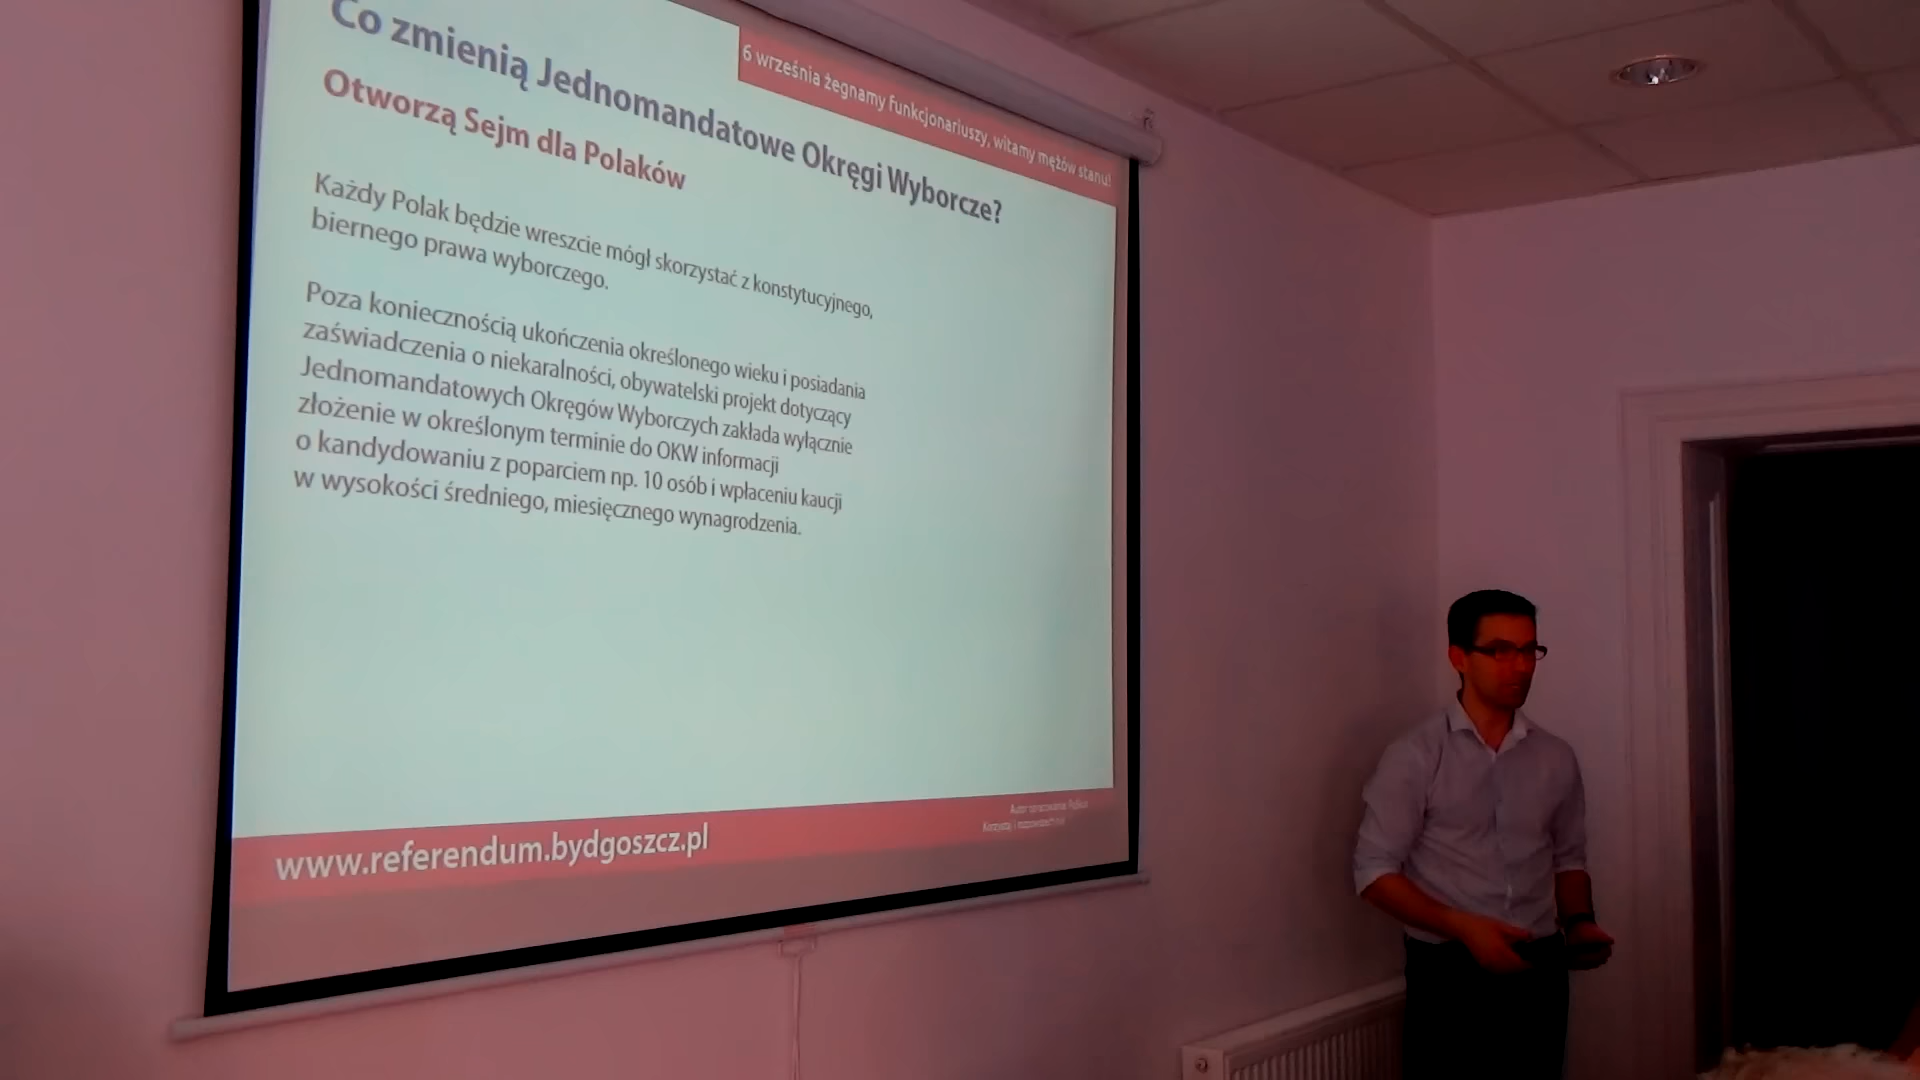 6 września żegnamy funkcjonariuszy, witamy mężów stanu!
Co zmienią Jednomandatowe Okręgi Wyborcze?
Otworzą Sejm dla Polaków
Każdy Polak będzie wreszcie mógł skorzystać z konstytucyjnego,
biernego prawa wyborczego.
Poza koniecznością ukończenia określonego wieku i posiadania
zaświadczenia o niekaralności, obywatelski projekt dotyczący
Jednomandatowych Okręgów Wyborczych zakłada wyłącznie
złożenie w określonym terminie do OKW informacji
o kandydowaniu z poparciem np. 10 osób i wpłaceniu kaucji
w wysokości średniego, miesięcznego wynagrodzenia.
www.referendum.bydgoszcz.pl
Autor opracowania: